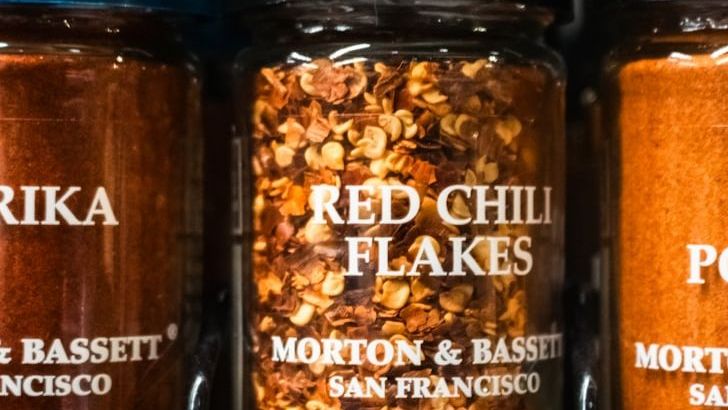 RIKA
& BASSETT®
NCISCO
RED CHILI
FLAKES
MORTON & BASSETT
SAN FRANCISCO
PO
MORT
SA